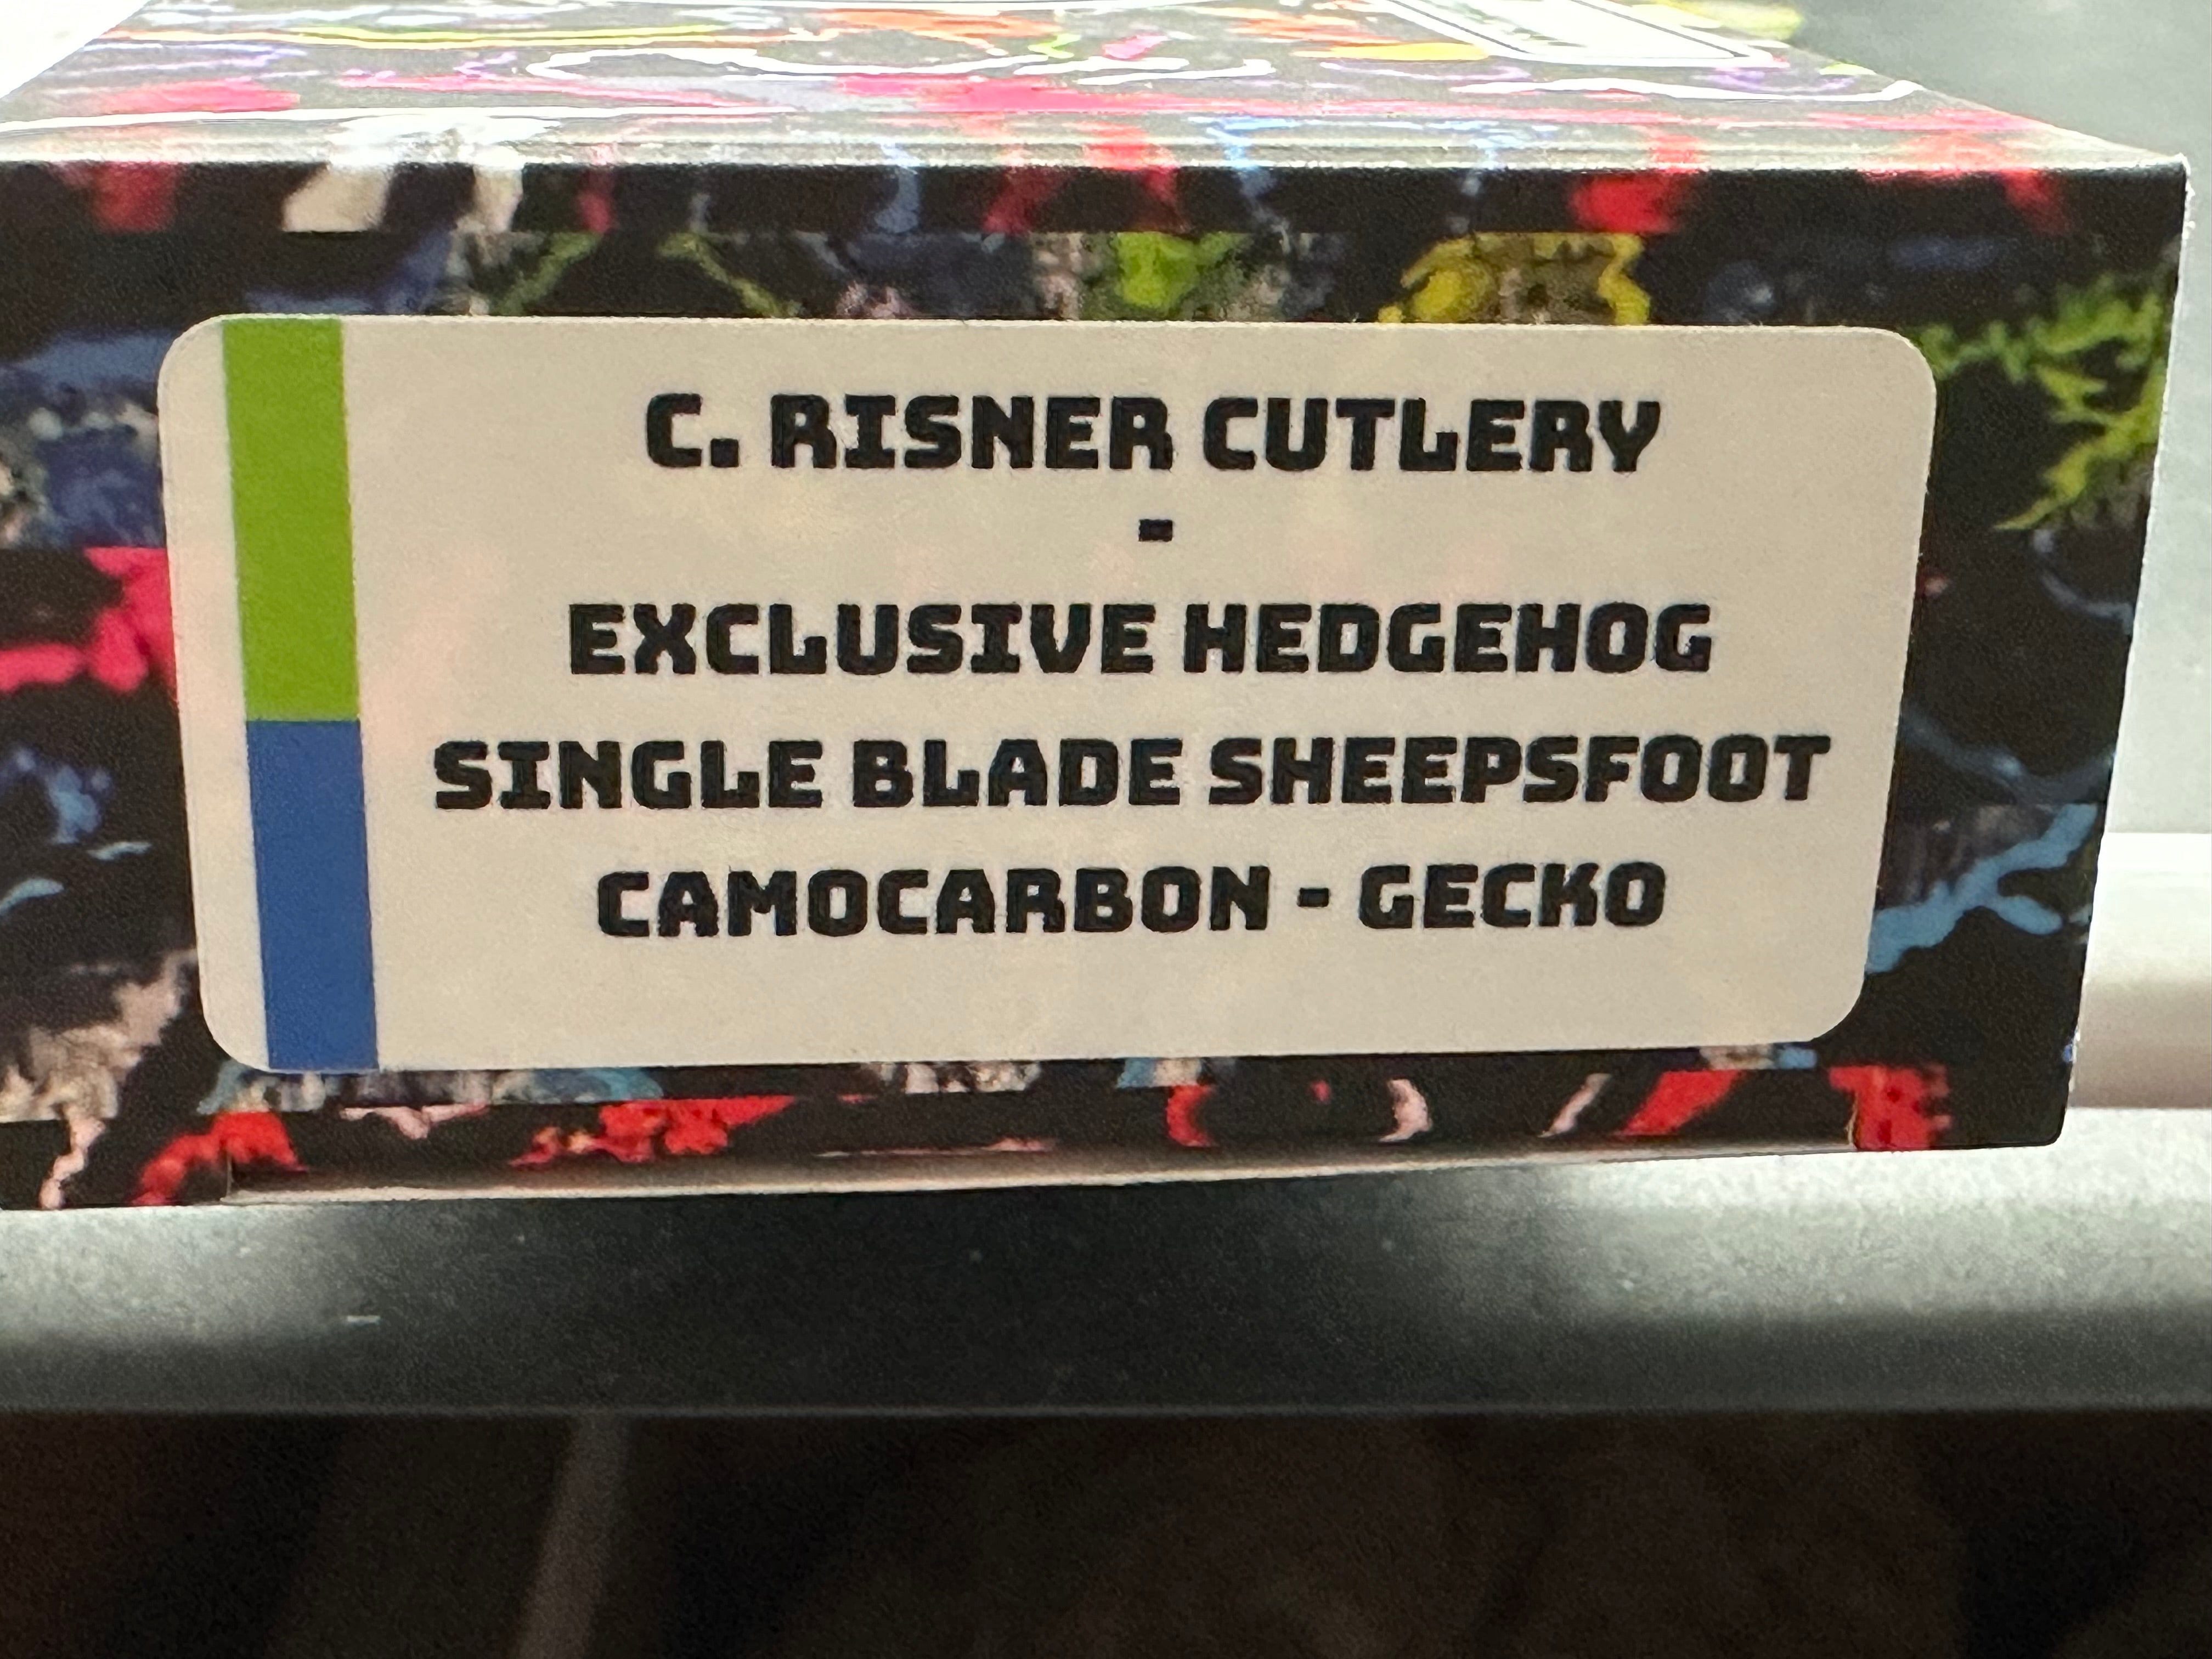 C. RISNER CUTLERY
-
EXCLUSIVE HEDGEHOG
SINGLE BLADE SHEEPSFOOT
CAMOCARBON - GECKO